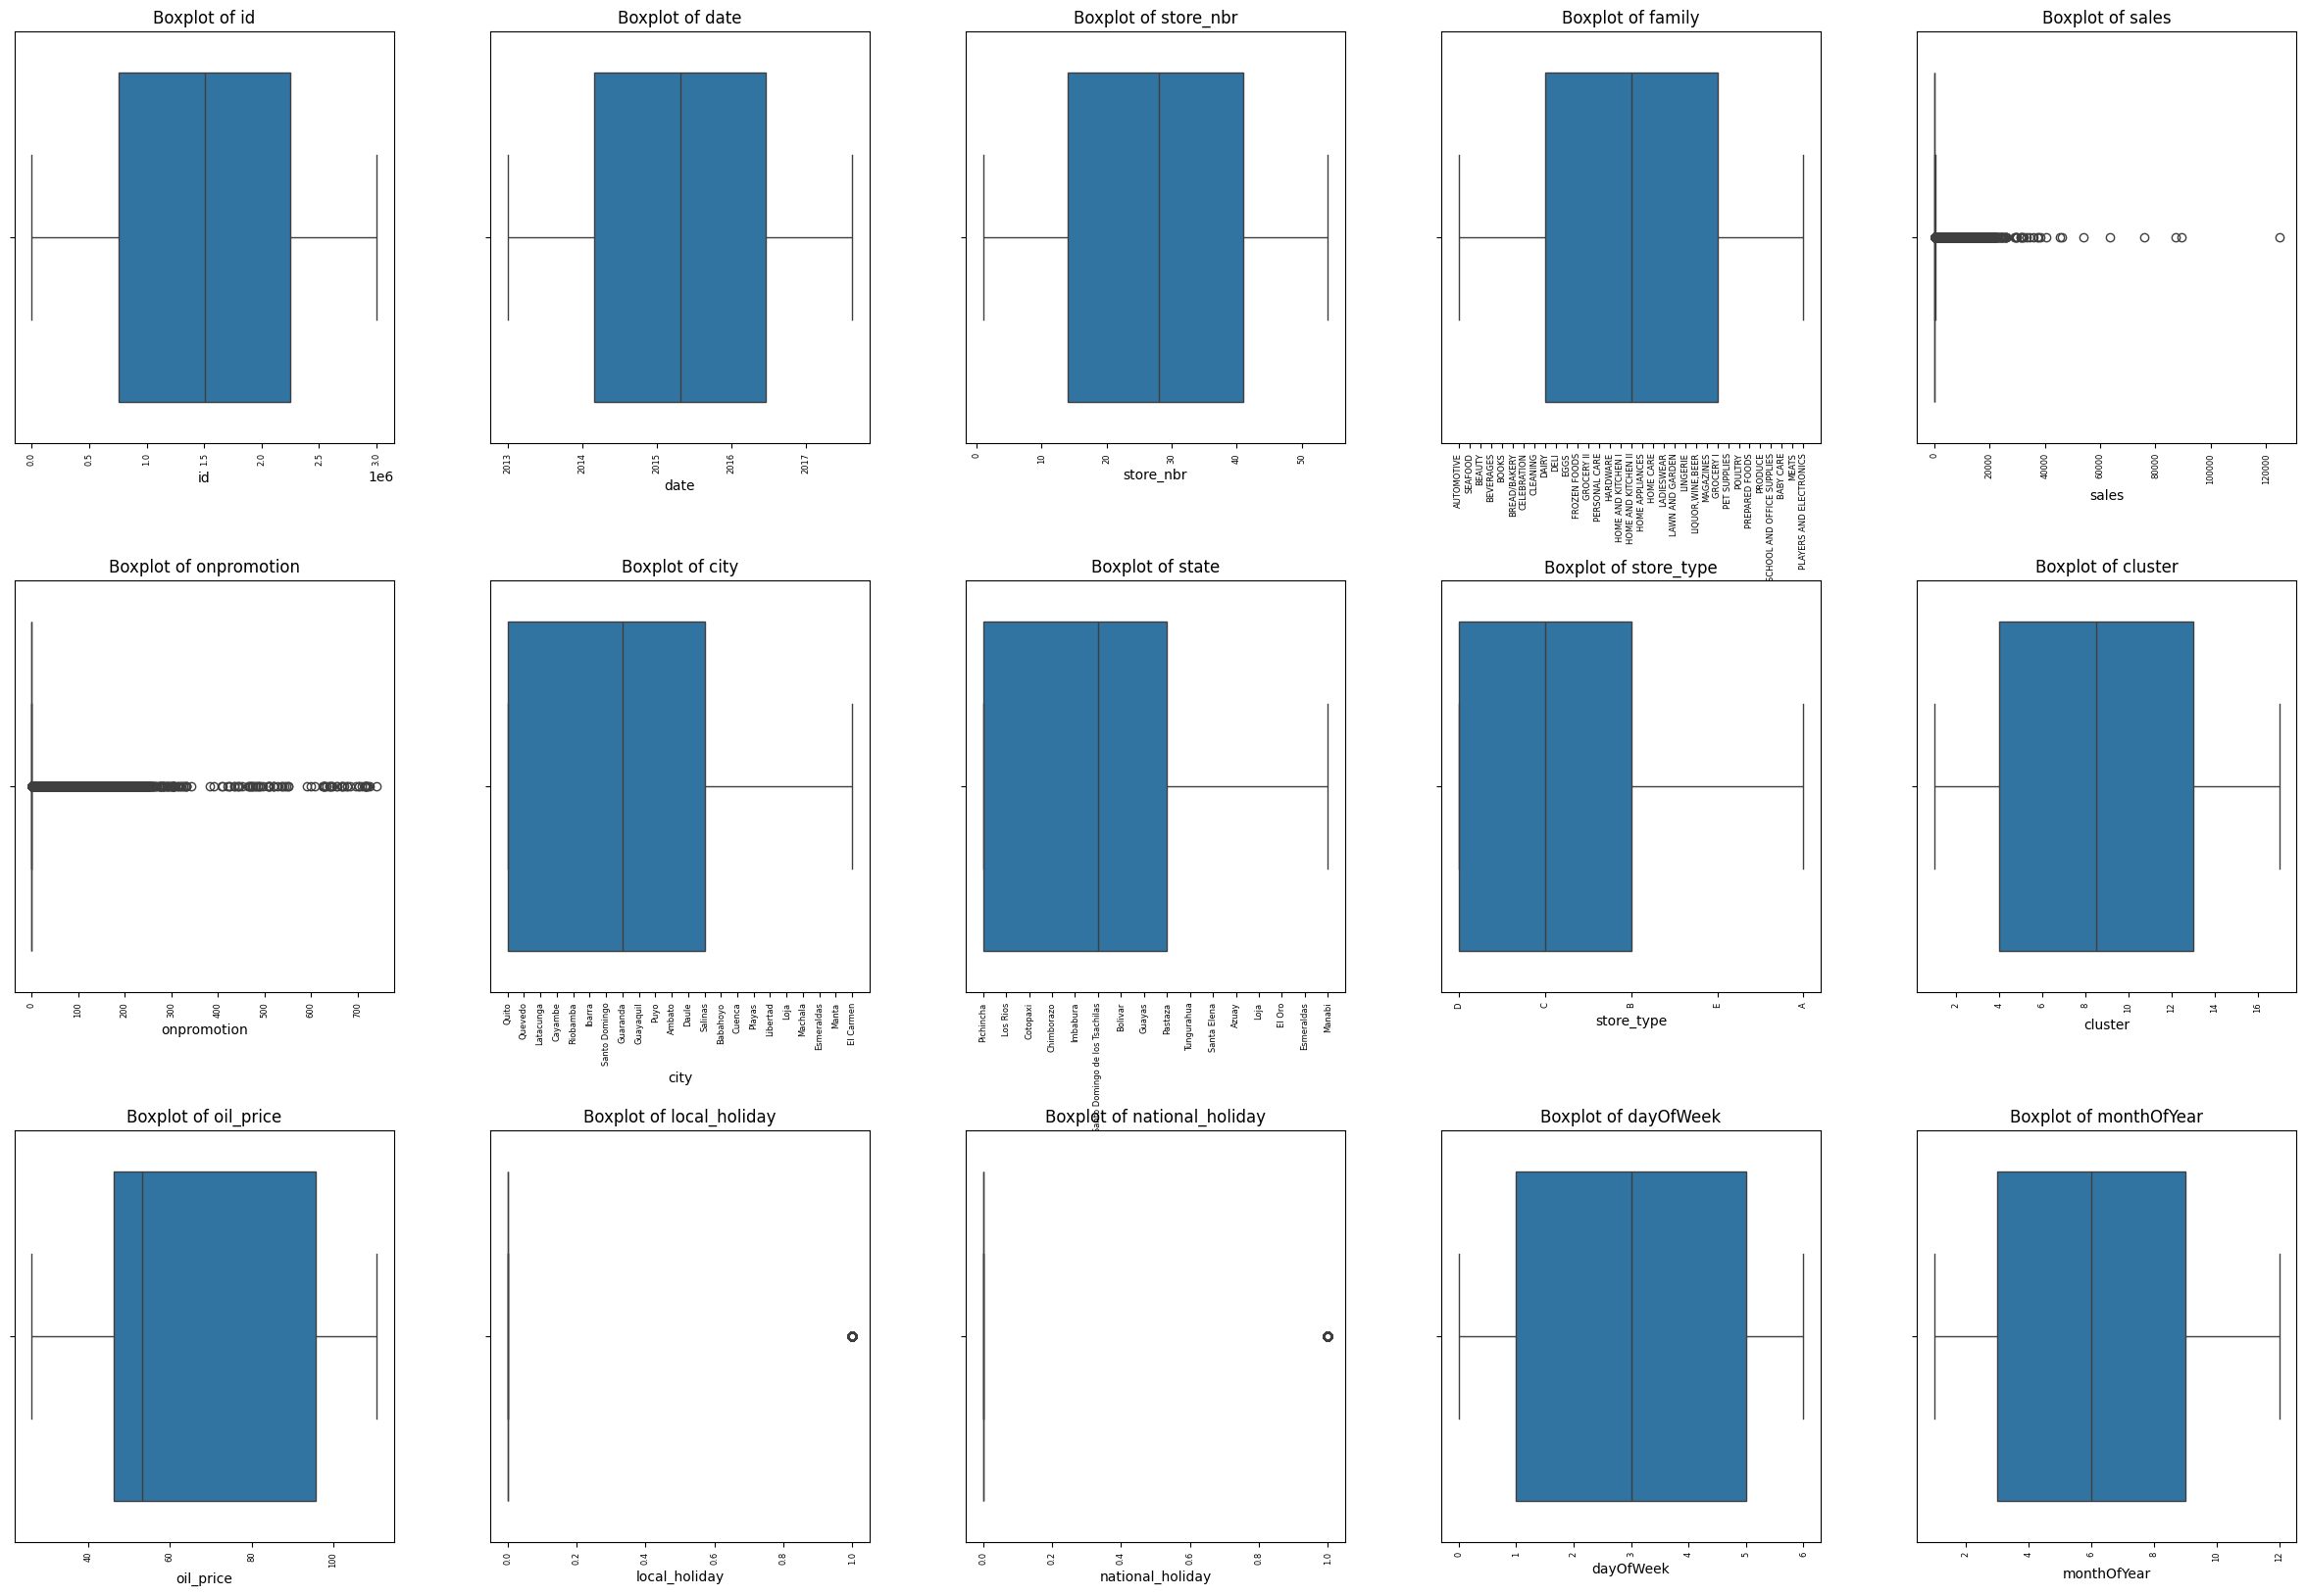 Boxplot of id
0.0 0.5 1.0 1.5 2.0 2.5 3.0
id
1e6
Boxplot of date
2013 2014 2015 2016 2017
date
Boxplot of store_nbr
0 10 20 30 40 50
store_nbr
Boxplot of family
AUTOMOTIVE
SEAFOOD
BEAUTY
BEVERAGES
BOOKS
BREAD/BAKERY
CELEBRATION
CLEANING
DAIRY
DELI
EGGS
FROZEN FOODS
GROCERY II
PERSONAL CARE
HARDWARE
HOME AND KITCHEN I
HOME AND KITCHEN II
HOME APPLIANCES
HOME CARE
LADIESWEAR
LAWN AND GARDEN
LINGERIE
LIQUOR,WINE,BEER
MAGAZINES
GROCERY I
PET SUPPLIES
POULTRY
PREPARED FOODS
PRODUCE
SCHOOL AND OFFICE SUPPLIES
BABY CARE
MEATS
PLAYERS AND ELECTRONICS
Boxplot of sales
0 20000 40000 60000 80000 100000 120000
sales
Boxplot of onpromotion
0 100 200 300 400 500 600 700
onpromotion
Boxplot of city
Quito
Quevedo
Latacunga
Cayambe
Riobamba
Ibarra
Santo Domingo
Guaranda
Guayaquil
Puyo
Ambato
Daule
Salinas
Babahoyo
Cuenca
Playas
Libertad
Loja
Machala
Esmeraldas
Manta
El Carmen
city
Boxplot of state
Pichincha
Los Rios
Cotopaxi
Chimborazo
Imbabura
Santo Domingo de los Tsachilas
Bolivar
Guayas
Pastaza
Tungurahua
Santa Elena
Azuay
Loja
El Oro
Esmeraldas
Manabi
Boxplot of store_type
D C B E A
store_type
Boxplot of cluster
2 4 6 8 10 12 14 16
cluster
Boxplot of oil_price
40 60 80 100
oil_price
Boxplot of local_holiday
0.0 0.2 0.4 0.6 0.8 1.0
local_holiday
Boxplot of national_holiday
0.0 0.2 0.4 0.6 0.8 1.0
national_holiday
Boxplot of dayOfWeek
0 1 2 3 4 5 6
dayOfWeek
Boxplot of monthOfYear
2 4 6 8 10 12
monthOfYear